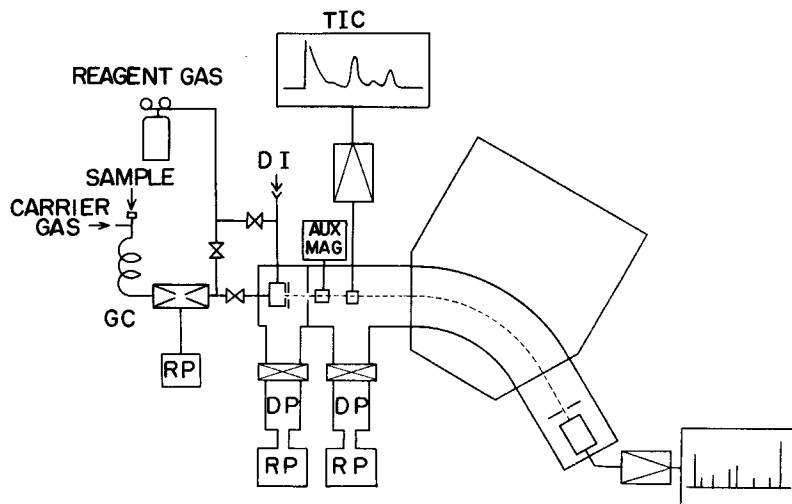 TIC
REAGENT GAS
SAMPLE
DI
CARRIER
GAS
AUX
MAG
GC
RP
DP
DP
RP
RP